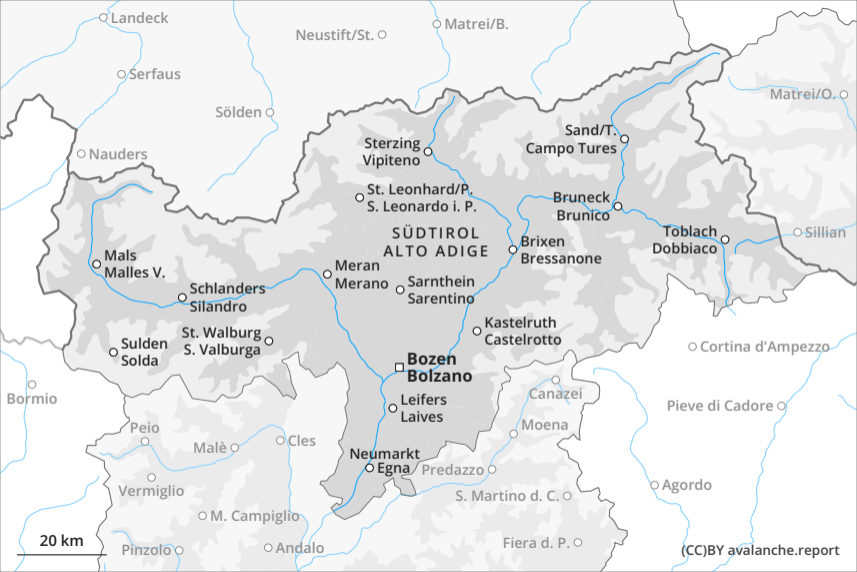 Landeck
Matrei/B.
Neustift/St.
Serfaus
Matrei/O.
Sölden
Sand/T.
Campo Tures
Sterzing
Vipiteno
Nauders
St. Leonhard/P.
S. Leonardo i. P.
Bruneck
Brunico
SÜDTIROL
ALTO ADIGE
Toblach
Dobbiaco
Sillian
Brixen
Bressanone
Mals
Malles V.
Meran
Merano
Sarnthein
Sarentino
Schlanders
Silandro
St. Walburg
S. Valburga
Kastelruth
Castelrotto
Sulden
Solda
Cortina d'Ampezzo
Bozen
Bolzano
Bormio
Canazei
Leifers
Laives
Pieve di Cadore
Peio
Moena
Cles
Malè
Neumarkt
Egna
Predazzo
Vermiglio
Agordo
S. Martino d. C.
M. Campiglio
20 km
Pinzolo
Andalo
Fiera d. P.
(CC)BY avalanche.report